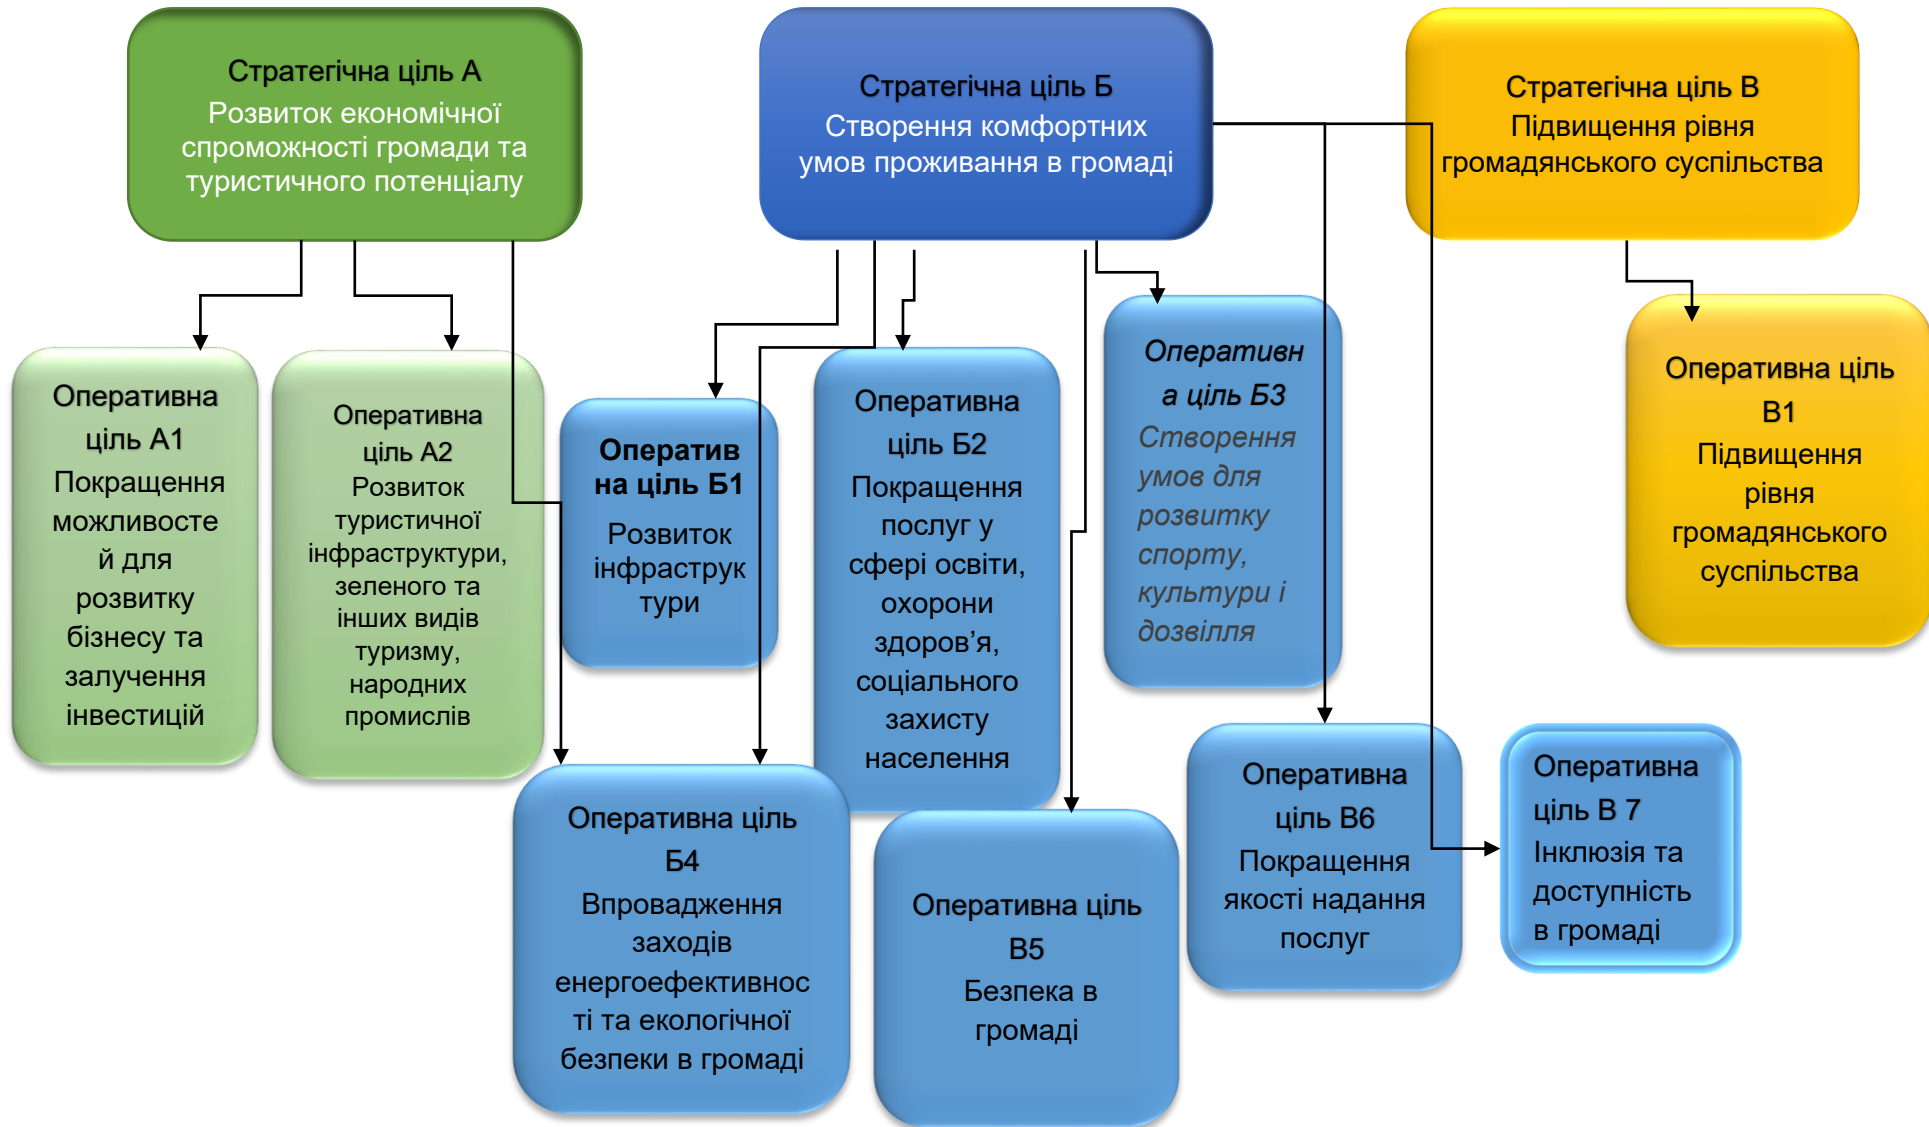 Стратегічна ціль А
Розвиток економічної
спроможності громади та
туристичного потенціалу
Стратегічна ціль Б
Створення комфортних
умов проживання в громаді
Стратегічна ціль В
Підвищення рівня
громадянського суспільства
Оперативна
ціль А1
Покращення
можливосте
й для
розвитку
бізнесу та
залучення
інвестицій
Оперативна
ціль А2
Розвиток
туристичної
інфраструктури,
зеленого та
інших видів
туризму,
народних
промислів
Оператив
на ціль Б1
Розвиток
інфраструк
тури
Оперативна
ціль Б2
Покращення
послуг у
сфері освіти,
охорони
здоров’я,
соціального
захисту
населення
Оперативн
а ціль Б3
Створення
умов для
розвитку
спорту,
культури і
дозвілля
Оперативна ціль
В1
Підвищення
рівня
громадянського
суспільства
Оперативна ціль
Б4
Впровадження
заходів
енергоефективнос
ті та екологічної
безпеки в громаді
Оперативна ціль
В5
Безпека в
громаді
Оперативна
ціль В6
Покращення
якості надання
послуг
Оперативна
ціль В 7
Інклюзія та
доступність
в громаді